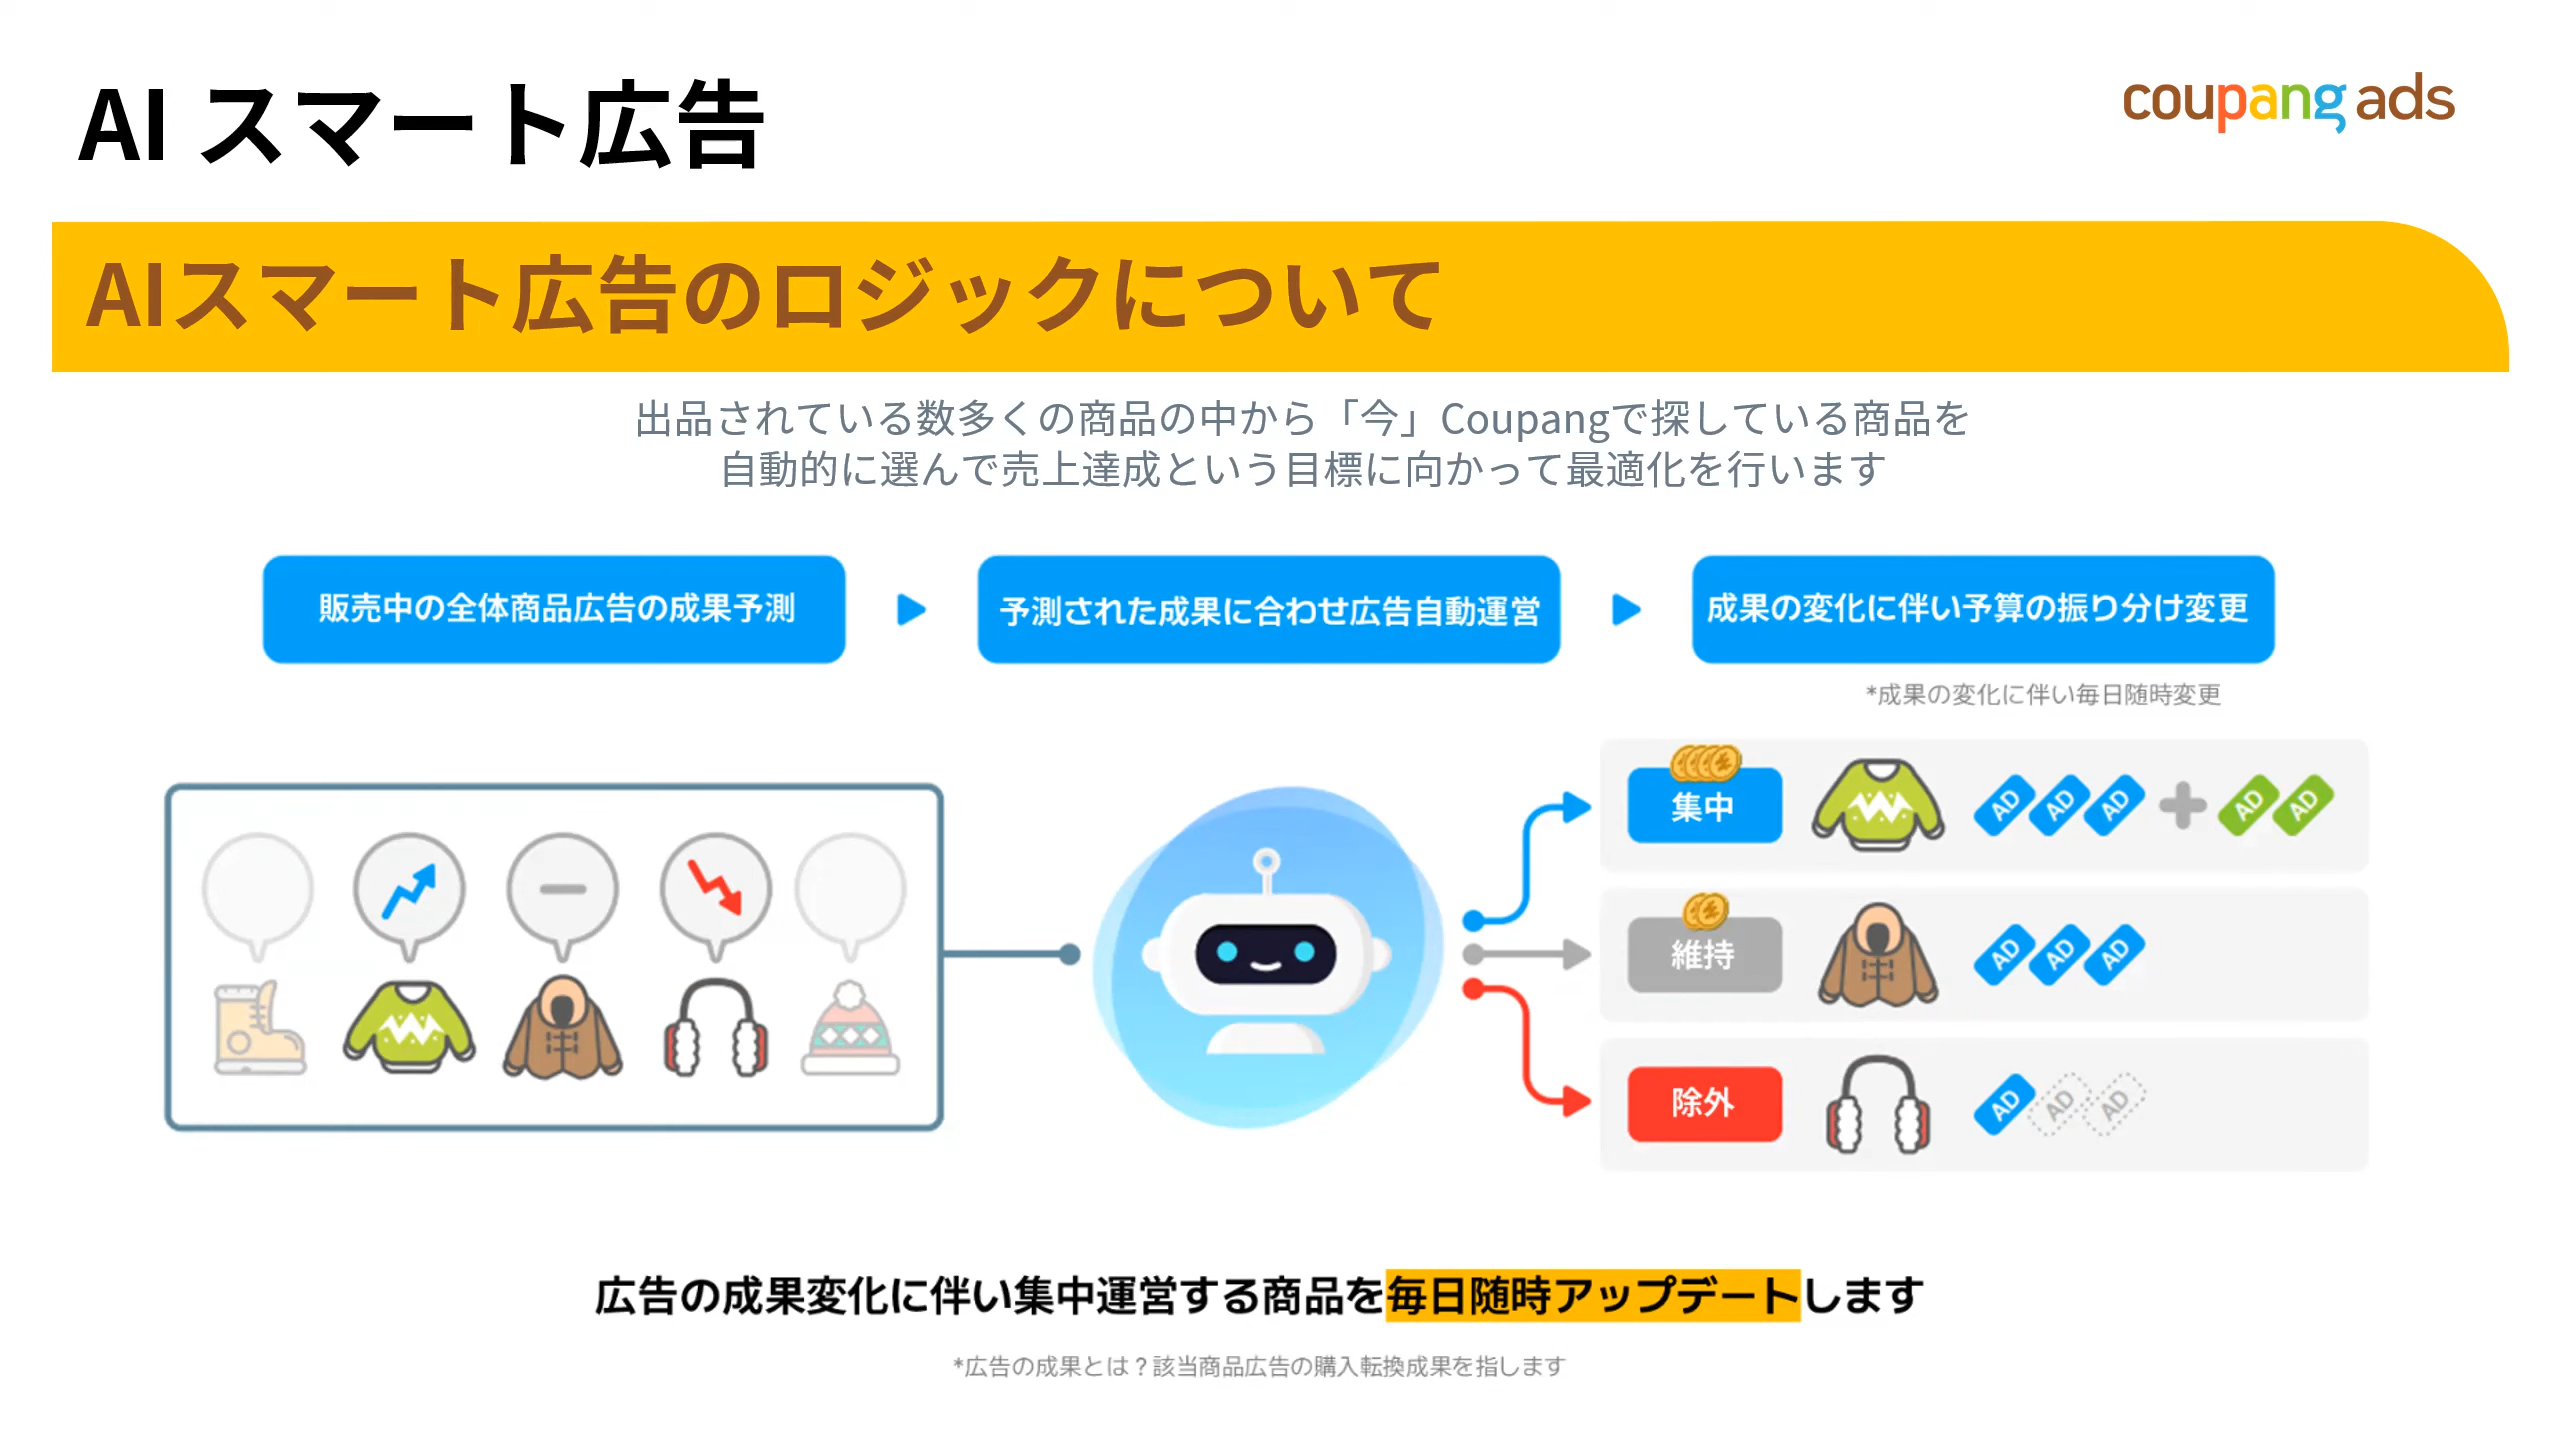 AI スマート広告
coupang ads
AIスマート広告のロジックについて
出品されている数多くの商品の中から「今」Coupangで探している商品を
自動的に選んで売上達成という目標に向かって最適化を行います
販売中の全体商品広告の成果予測
予測された成果に合わせ広告自動運営
成果の変化に伴い予算の振り分け変更
*成果の変化に伴い毎日随時変更
集中
AD AD AD AD AD
維持
AD AD AD
除外
AD AD AD
広告の成果変化に伴い集中運営する商品を毎日随時アップデートします
*広告の成果とは？該当商品広告の購入転換成果を指します